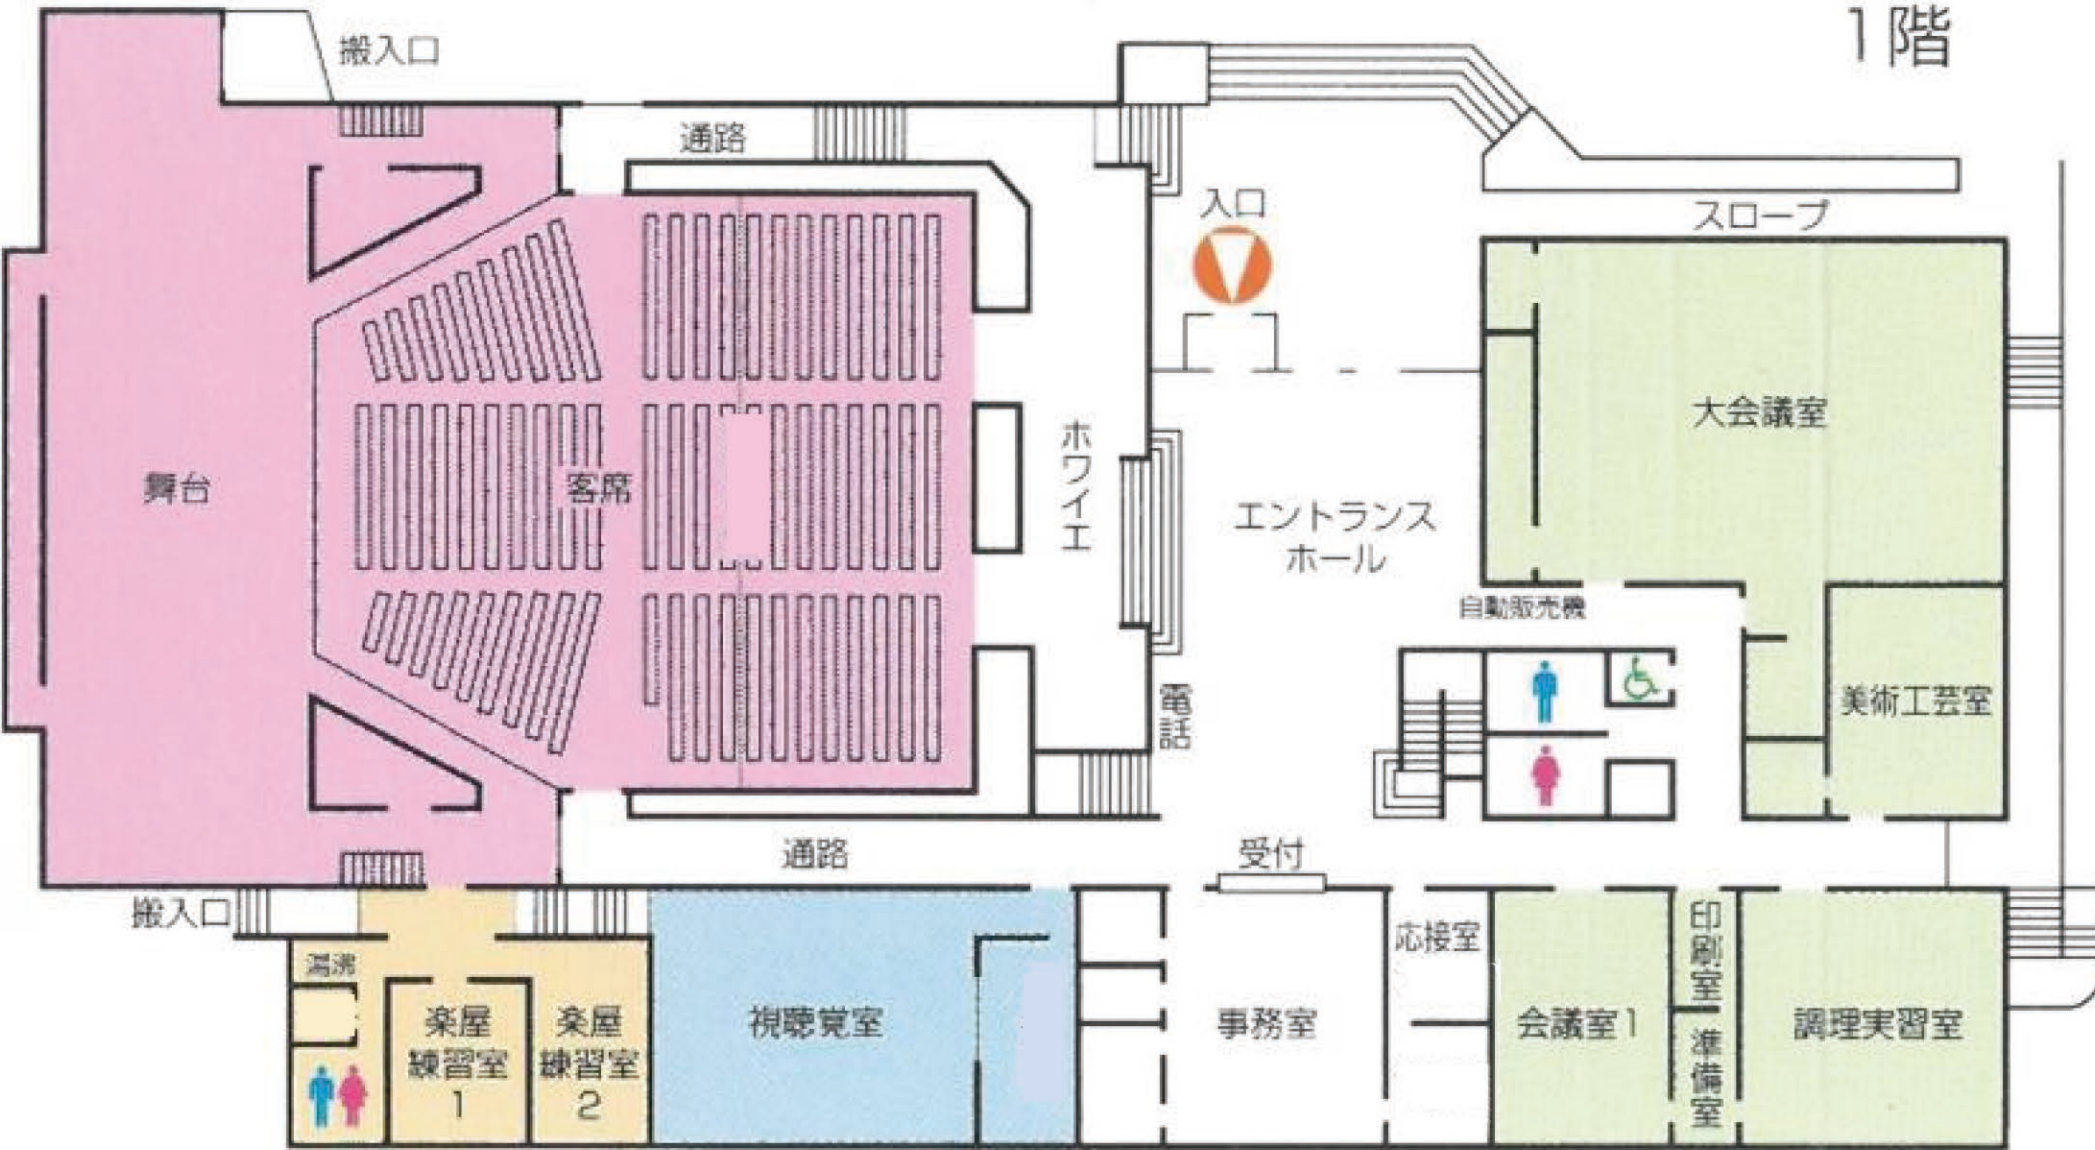 1階
搬入口
通路
入口
スロープ
大会議室
舞台
客席
ホワイエ
エントランス
ホール
自動販売機
電話
美術工芸室
通路
受付
搬入口
湯沸
楽屋
練習室
1
楽屋
練習室
2
視聴覚室
事務室
応接室
会議室1
印刷室
準備室
調理実習室